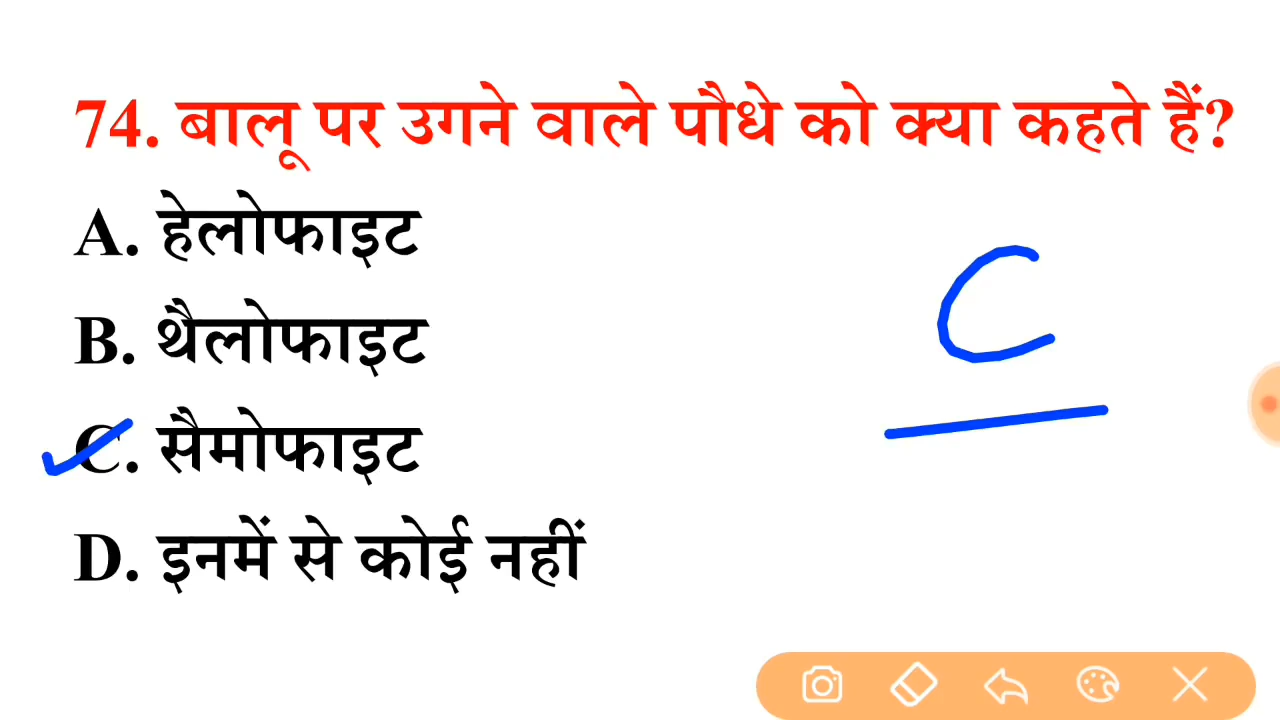 74. बालू पर उगने वाले पौधे को क्या कहते हैं?
A. हेलोफाइट
B. थैलोफाइट
C. सैमोफाइट
C
D. इनमें से कोई नहीं